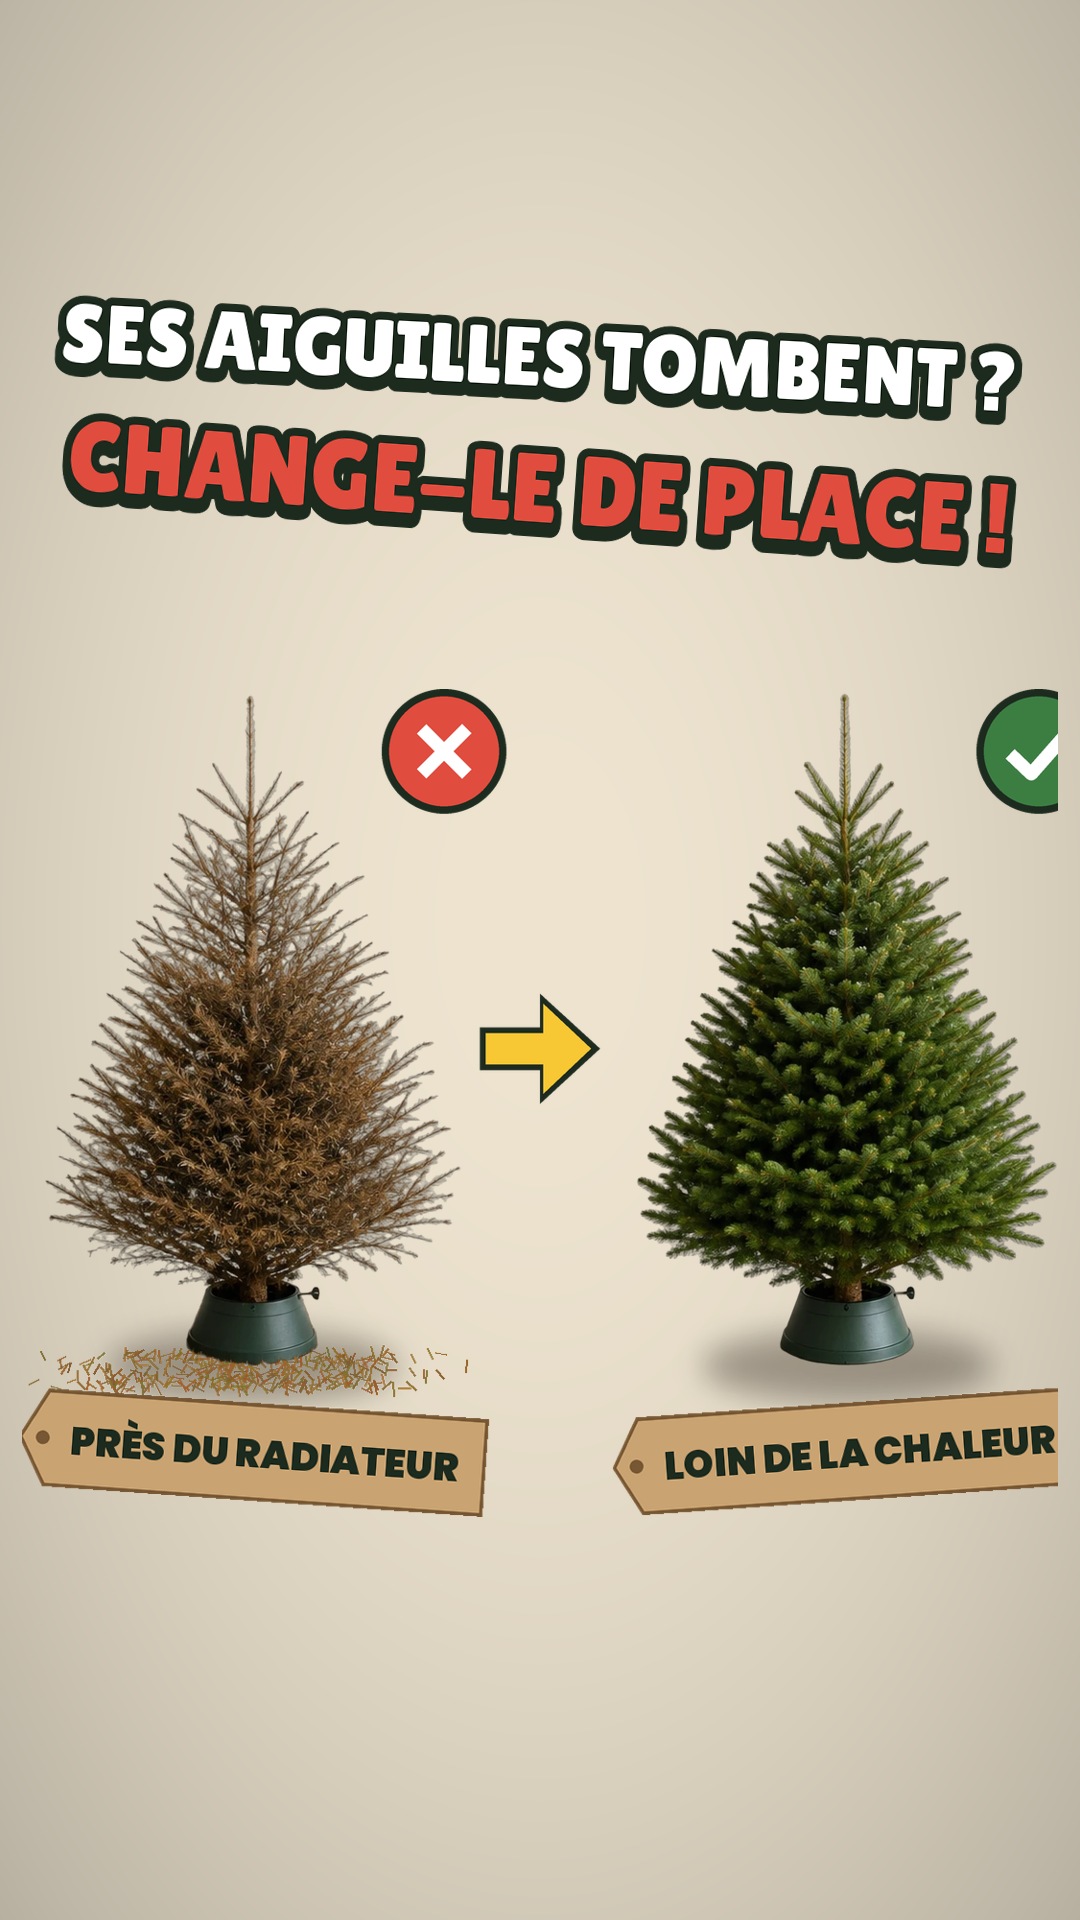 SES AIGUILLES TOMBENT ?
CHANGE-LE DE PLACE !
PRÈS DU RADIATEUR
LOIN DE LA CHALEUR